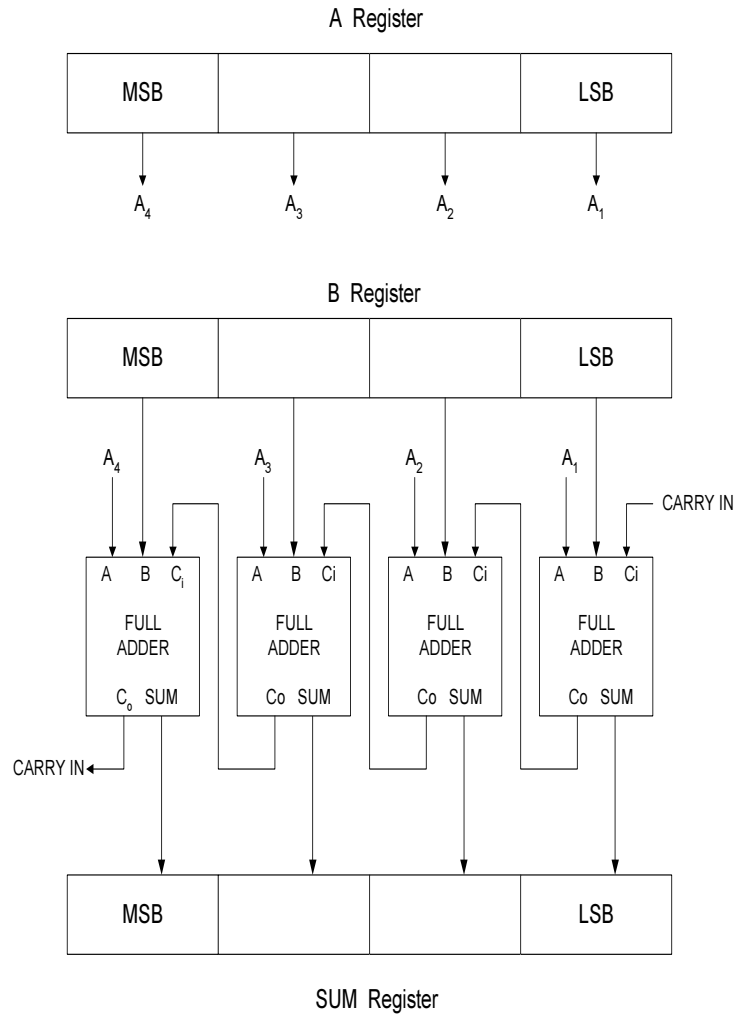 A Register
MSB LSB
A₄ A₃ A₂ A₁
B Register
MSB LSB
A₄ A₃ A₂ A₁
CARRY IN
A B Cᵢ A B Ci A B Ci A B Ci
FULL FULL FULL FULL
ADDER ADDER ADDER ADDER
Cₒ SUM Co SUM Co SUM Co SUM
CARRY IN
MSB LSB
SUM Register